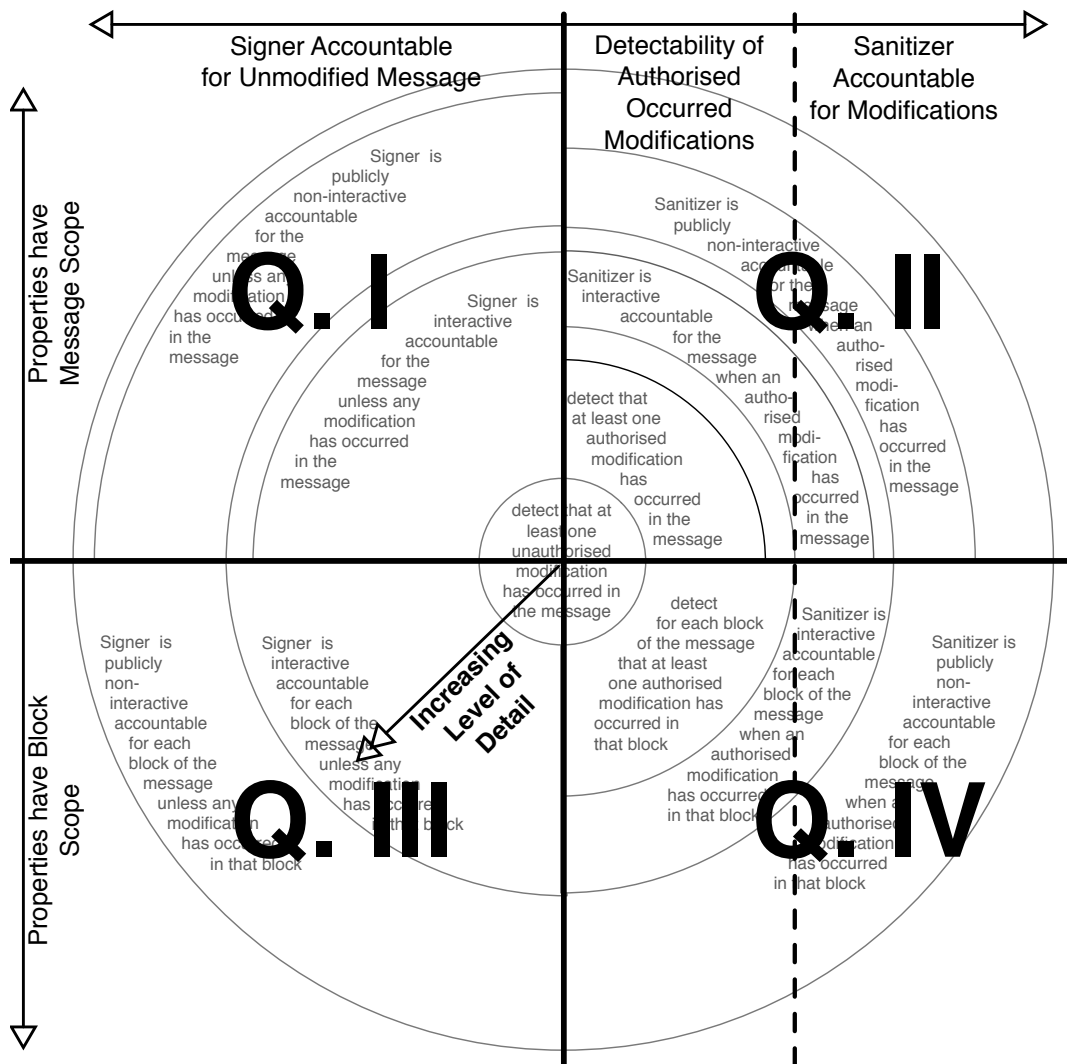 Signer Accountable
for Unmodified Message
Detectability of
Authorised
Occurred
Modifications
Sanitizer
Accountable
for Modifications
Properties have
Message Scope
Signer is
publicly
non-interactive
accountable
for the
message
unless any
modification
has occurred
in the
message
Q. I
Signer is
interactive
accountable
for the
message
unless any
modification
has occurred
in the
message
Sanitizer is
publicly
non-interactive
accountable
for the
message
when an
autho-
rised
modi-
fication
has
occurred
in the message
Q. II
Sanitizer is
interactive
accountable
for the
message
when an
autho-
rised
modi-
fication
has
occurred
in the
message
detect that
at least one
authorised
modification
has
occurred
in the
message
detect that at
least one
unauthorised
modification
has occurred in
the message
Increasing
Level of
Detail
Properties have Block
Scope
Signer is
publicly
non-
interactive
accountable
for each
block of the
message
unless any
modification
has occurred
in that block
Q. III
Signer is
interactive
accountable
for each
block of the
message
unless any
modification
has occurred
in that block
detect
for each block
of the message
that at least
one authorised
modification has
occurred in
that block
Sanitizer is
interactive
accountable
for each
block of the
message
when an
authorised
modification
has occurred
in that block
Q. IV
Sanitizer is
publicly
non-
interactive
accountable
for each
block of the
message
when an
authorised
modification
has occurred
in that block